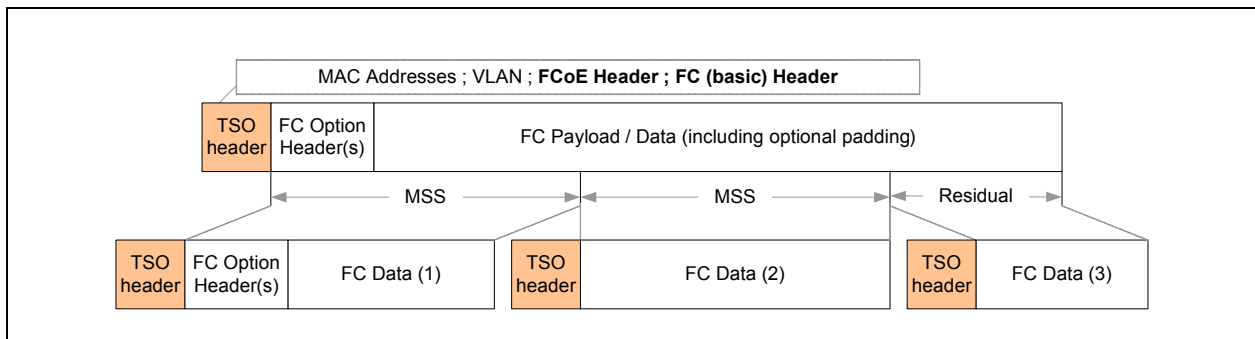 MAC Addresses ; VLAN ; FCoE Header ; FC (basic) Header
TSO
header
FC Option
Header(s)
FC Payload / Data (including optional padding)
MSS
MSS
Residual
TSO
header
FC Option
Header(s)
FC Data (1)
TSO
header
FC Data (2)
TSO
header
FC Data (3)